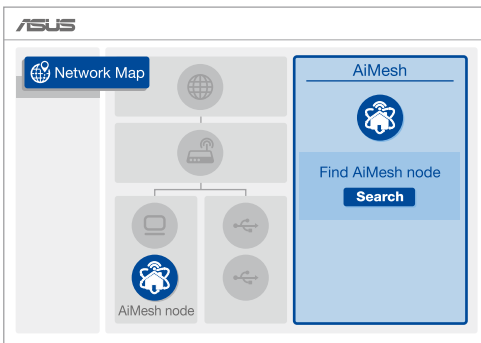 ASUS
Network Map
AiMesh node
AiMesh
Find AiMesh node
Search